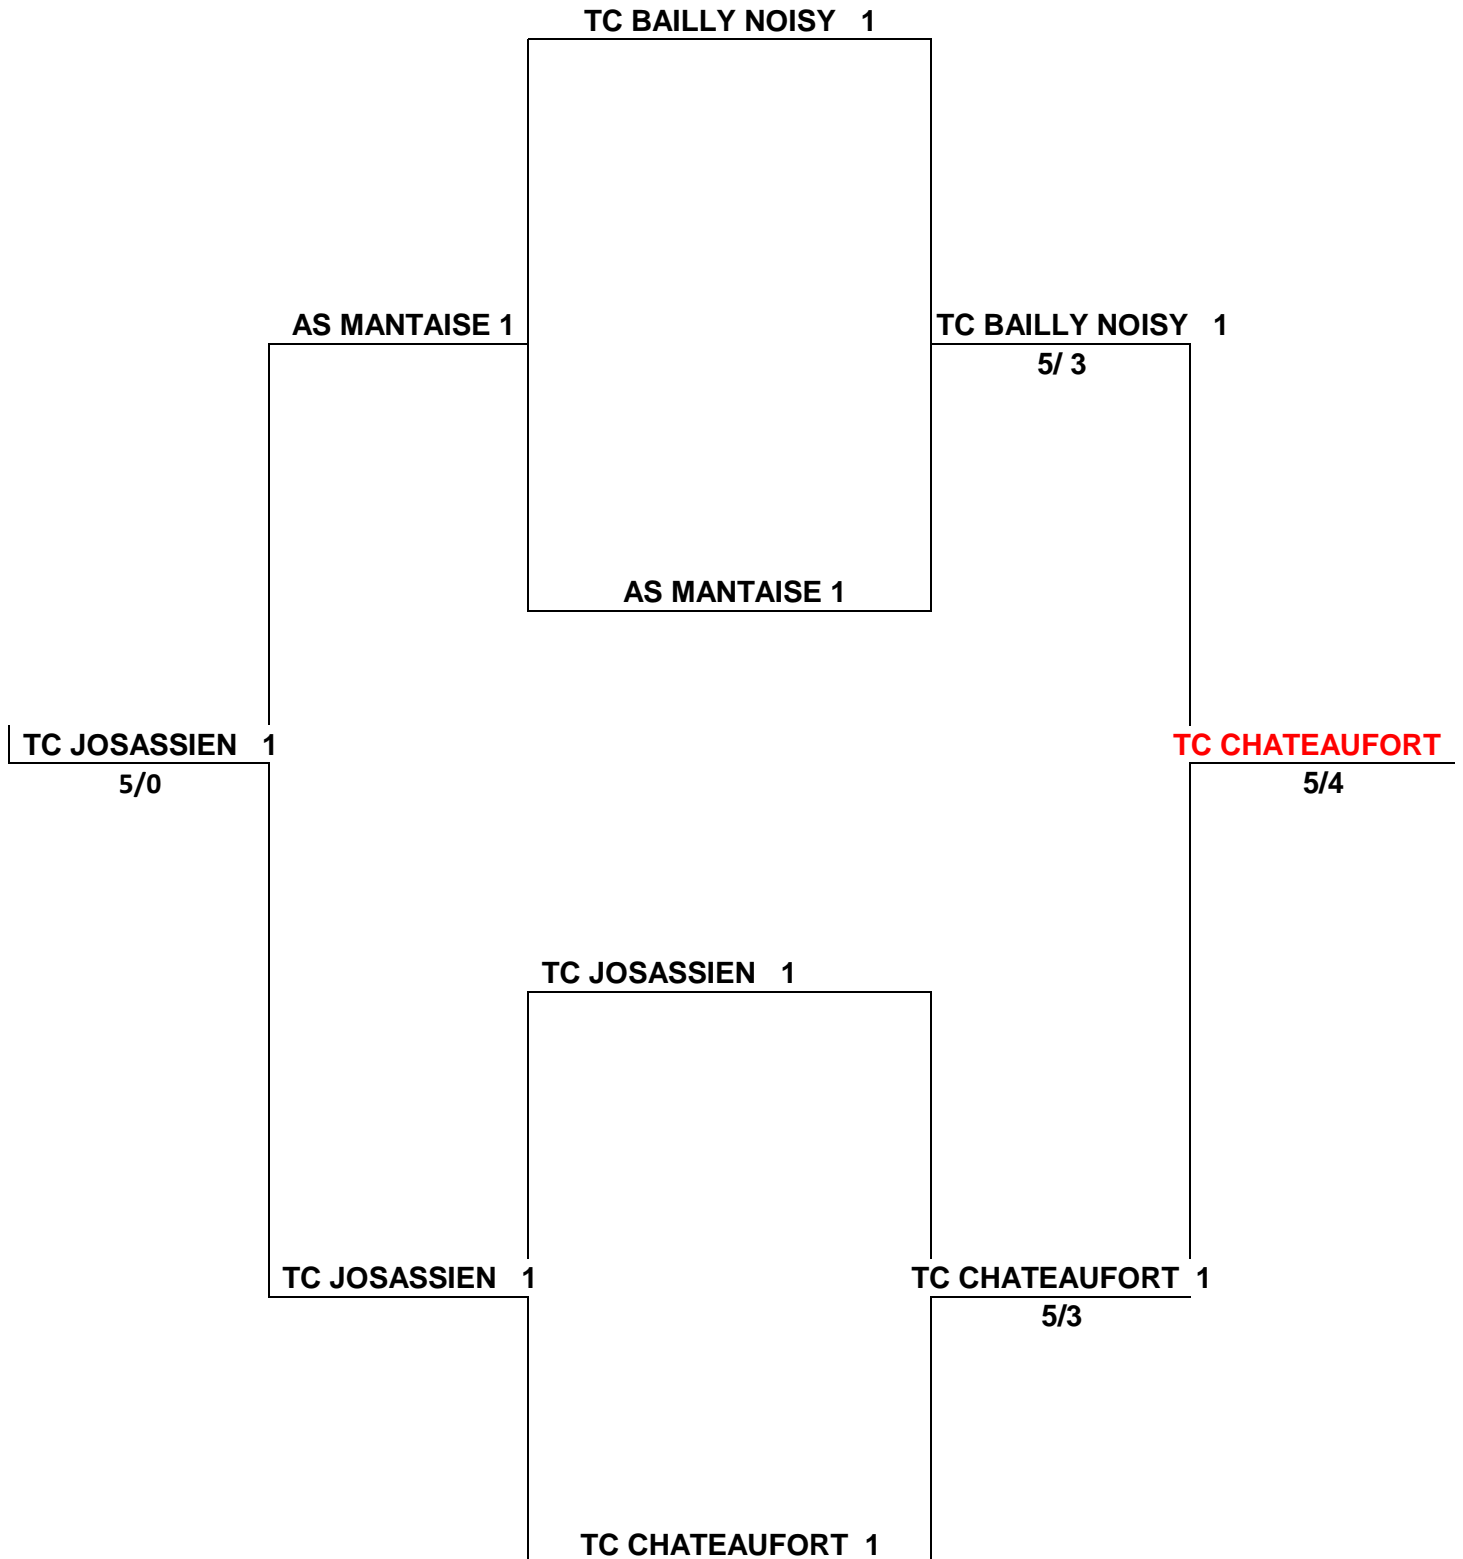 TC BAILLY NOISY 1
AS MANTAISE 1
TC BAILLY NOISY 1
5/ 3
AS MANTAISE 1
TC JOSASSIEN 1
5/0
TC CHATEAUFORT
5/4
TC JOSASSIEN 1
TC JOSASSIEN 1
TC CHATEAUFORT 1
5/3
TC CHATEAUFORT 1